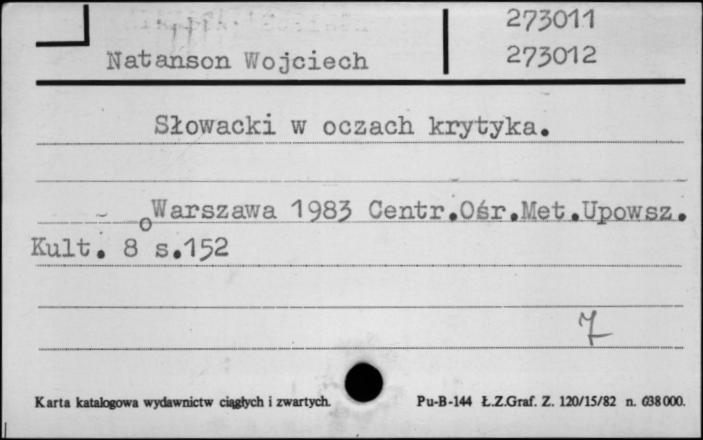 273011
Natanson Wojciech 273012
Słowacki w oczach krytyka.
Warszawa 1983 Centr.Ośr.Met.Upowsz.
Kult. 8° s.152
7
Karta katalogowa wydawnictw ciągłych i zwartych. Pu-B-144 Ł.Z.Graf. Z. 120/15/82 n. 638000.